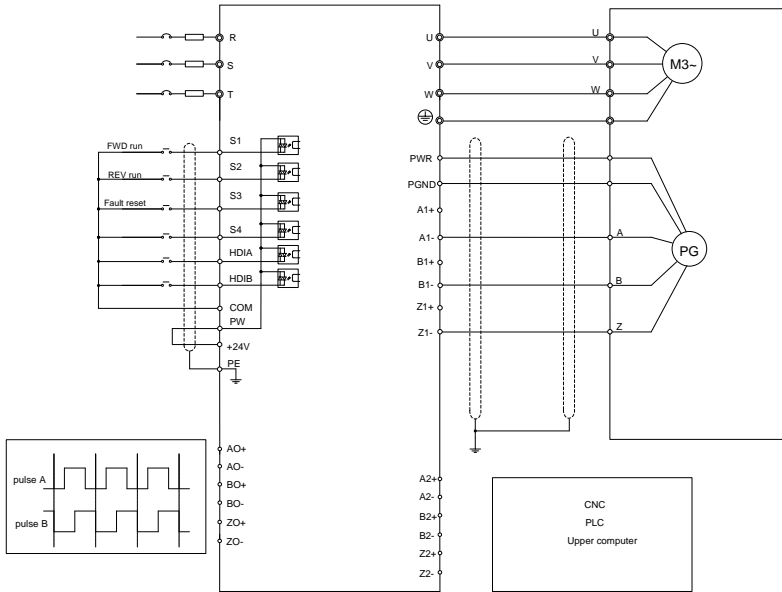 R
S
T
FWD run
REV run
Fault reset
S1
S2
S3
S4
HDIA
HDIB
COM
PW
+24V
PE
AO+
AO-
BO+
BO-
ZO+
ZO-
pulse A
pulse B
U
V
W
PWR
PGND
A1+
A1-
B1+
B1-
Z1+
Z1-
A2+
A2-
B2+
B2-
Z2+
Z2-
U
V
W
M3~
A
B
Z
PG
CNC
PLC
Upper computer